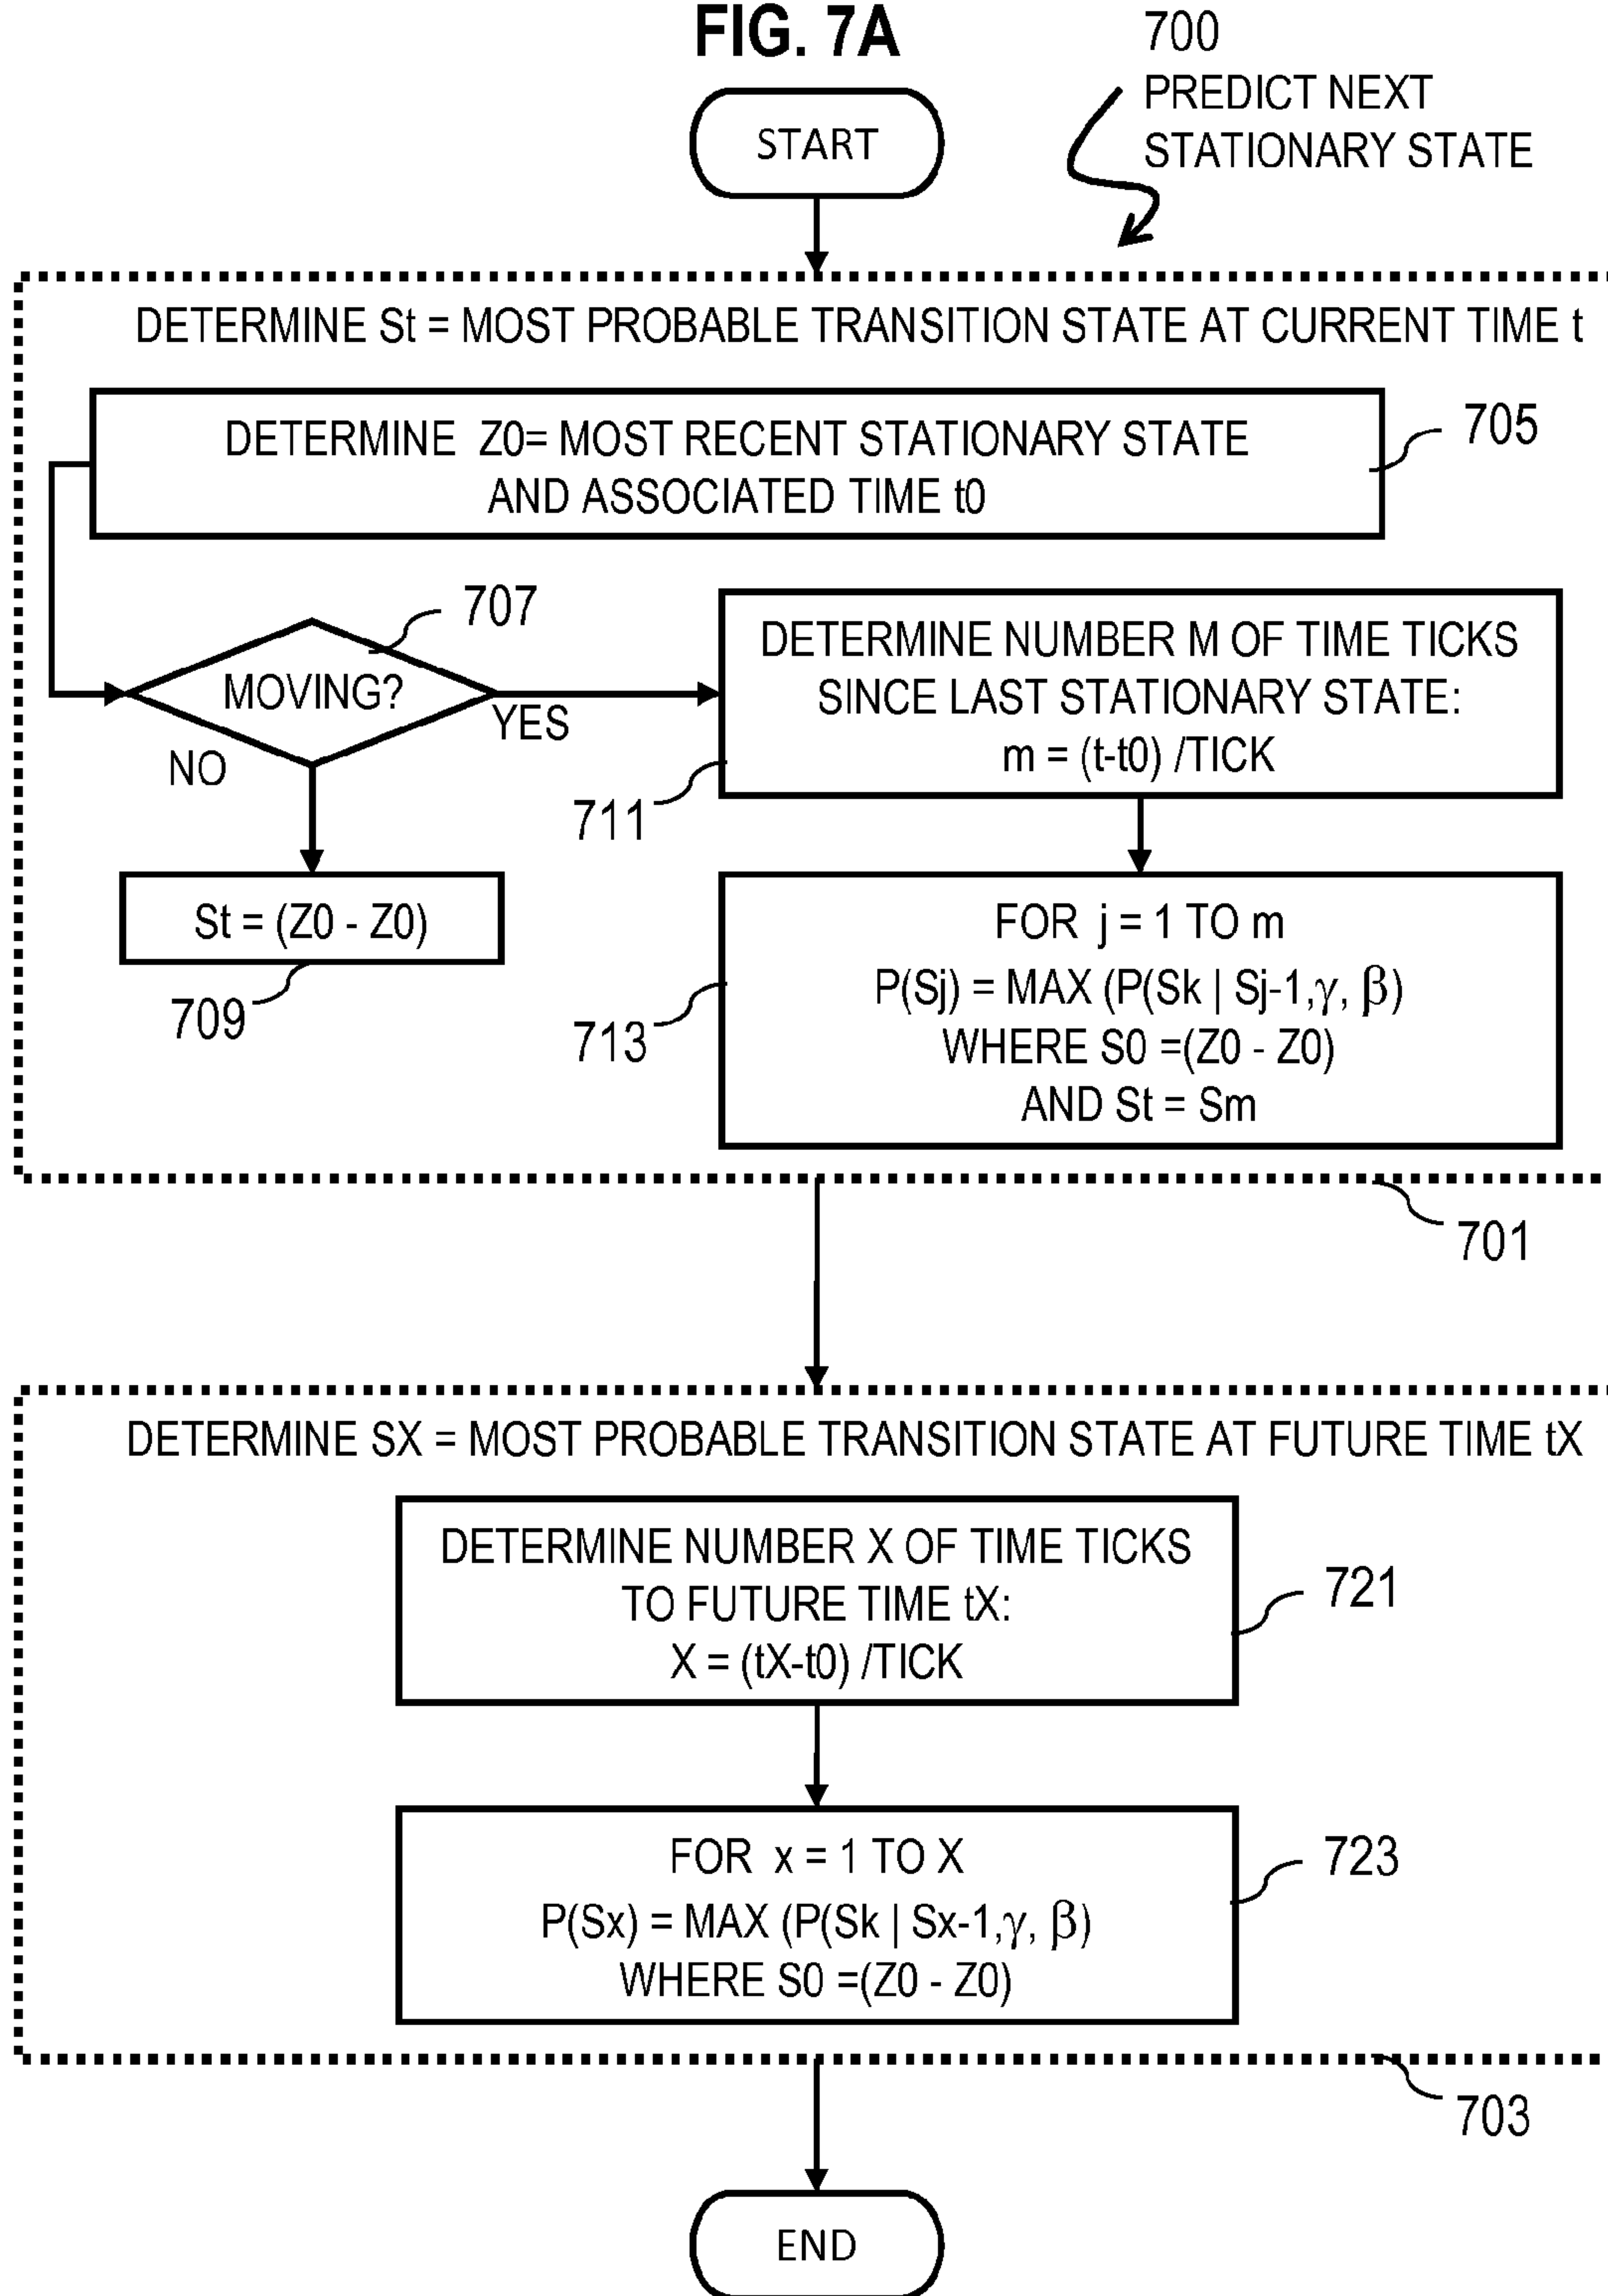 FIG. 7A
700
PREDICT NEXT
STATIONARY STATE
START
DETERMINE St = MOST PROBABLE TRANSITION STATE AT CURRENT TIME t
DETERMINE Z0= MOST RECENT STATIONARY STATE
AND ASSOCIATED TIME t0
705
707
MOVING?
YES
NO
DETERMINE NUMBER M OF TIME TICKS
SINCE LAST STATIONARY STATE:
m = (t-t0) /TICK
711
St = (Z0 - Z0)
709
FOR j = 1 TO m
P(Sj) = MAX (P(Sk | Sj-1,γ, β)
WHERE S0 =(Z0 - Z0)
AND St = Sm
713
701
DETERMINE SX = MOST PROBABLE TRANSITION STATE AT FUTURE TIME tX
DETERMINE NUMBER X OF TIME TICKS
TO FUTURE TIME tX:
X = (tX-t0) /TICK
721
FOR x = 1 TO X
P(Sx) = MAX (P(Sk | Sx-1,γ, β)
WHERE S0 =(Z0 - Z0)
723
703
END